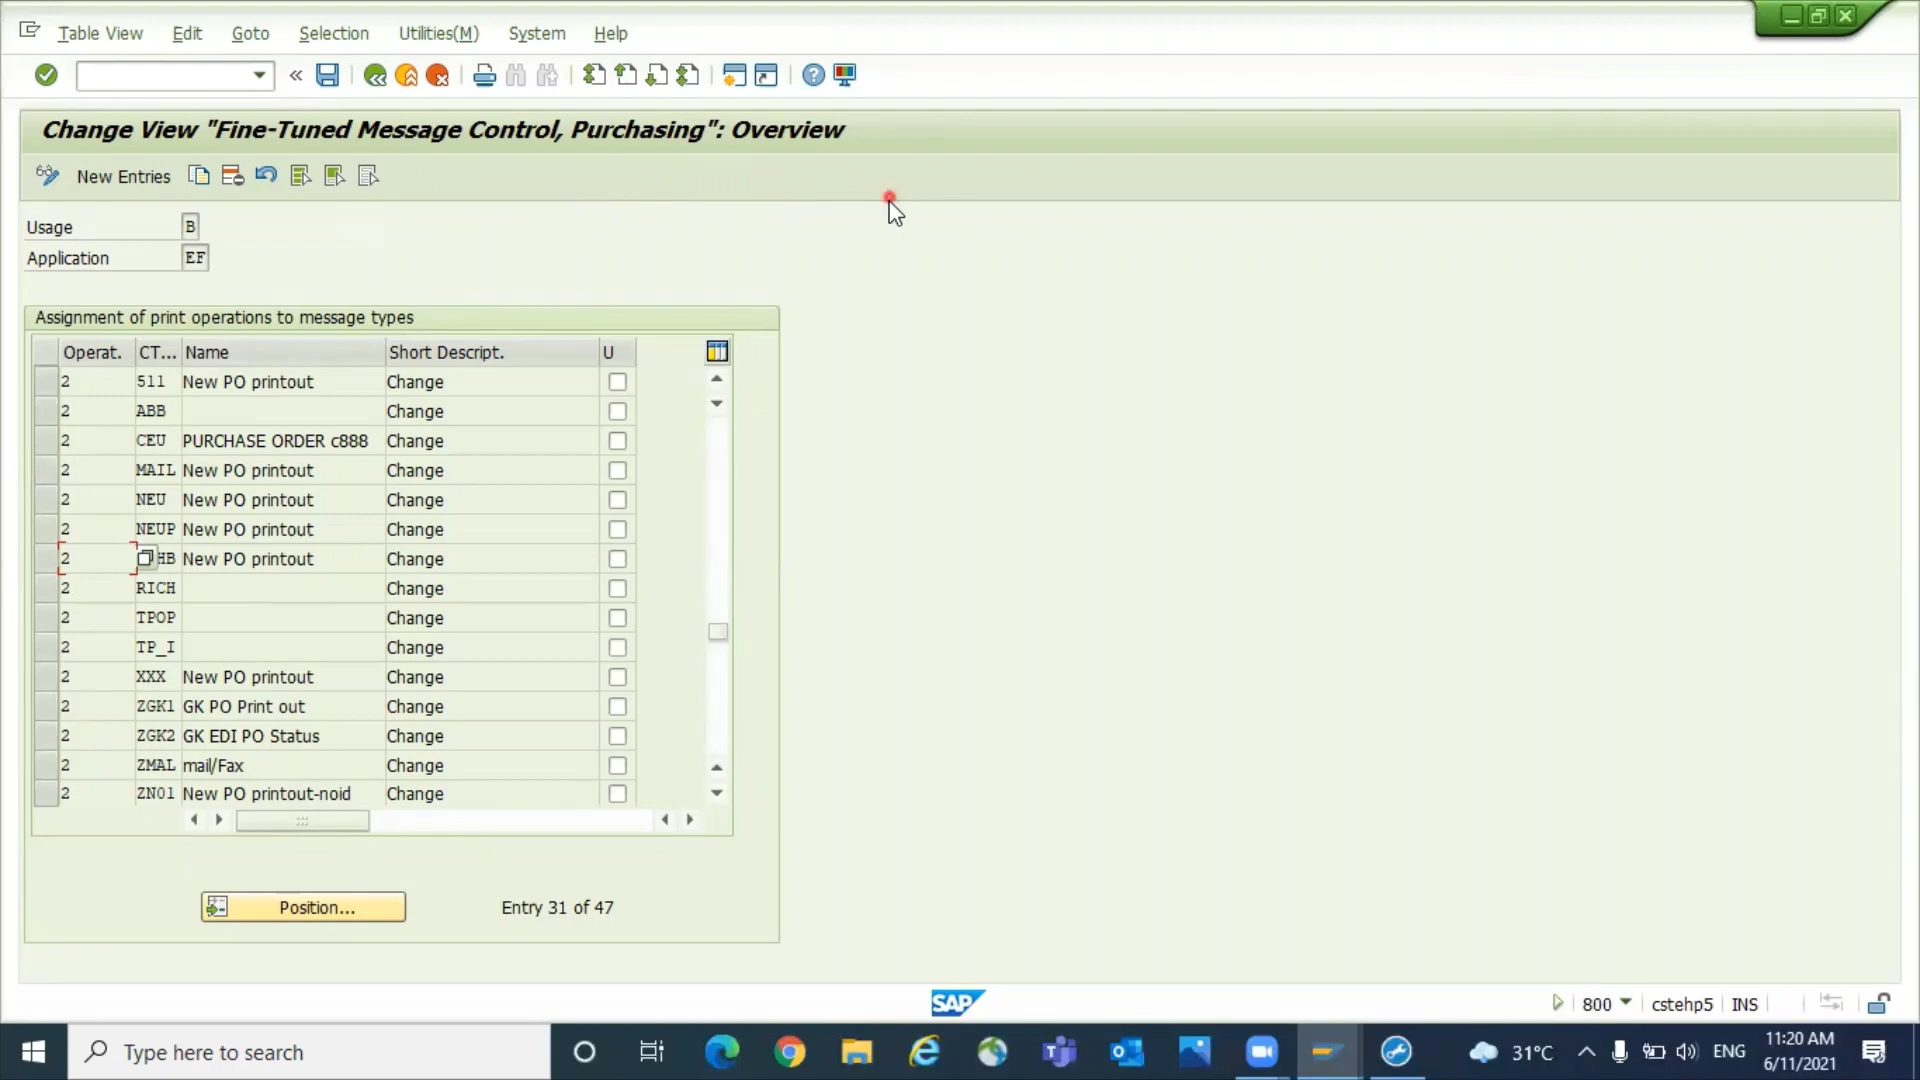 Table View Edit Goto Selection Utilities(M) System Help
Change View "Fine-Tuned Message Control, Purchasing": Overview
New Entries
Usage B
Application EF
Assignment of print operations to message types
Operat. CT... Name Short Descript. U
2 511 New PO printout Change
2 ABB Change
2 CEU PURCHASE ORDER c888 Change
2 MAIL New PO printout Change
2 NEU New PO printout Change
2 NEUP New PO printout Change
2 HB New PO printout Change
2 RICH Change
2 TPOP Change
2 TP_I Change
2 XXX New PO printout Change
2 ZGK1 GK PO Print out Change
2 ZGK2 GK EDI PO Status Change
2 ZMAL mail/Fax Change
2 ZN01 New PO printout-noid Change
Position... Entry 31 of 47
SAP
800 cstehp5 INS
Type here to search
31°C ENG 11:20 AM
6/11/2021